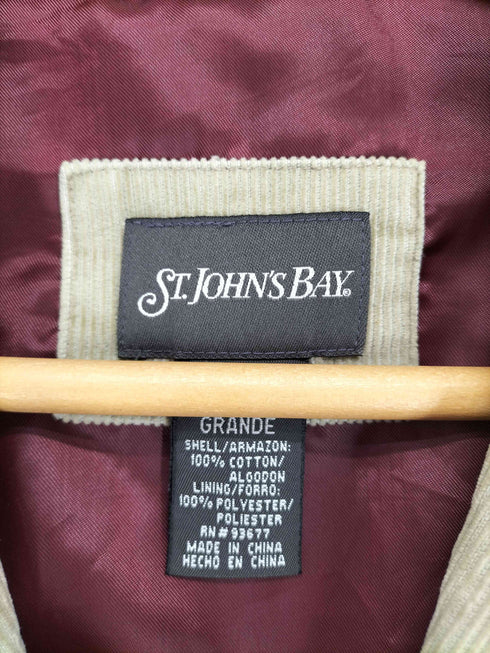 ST. JOHN'S BAY®
GRANDE
SHELL/ARMAZON:
100% COTTON/
ALGODON
LINING/FORRO:
100% POLYESTER/
POLIESTER
RN# 93677
MADE IN CHINA
HECHO EN CHINA